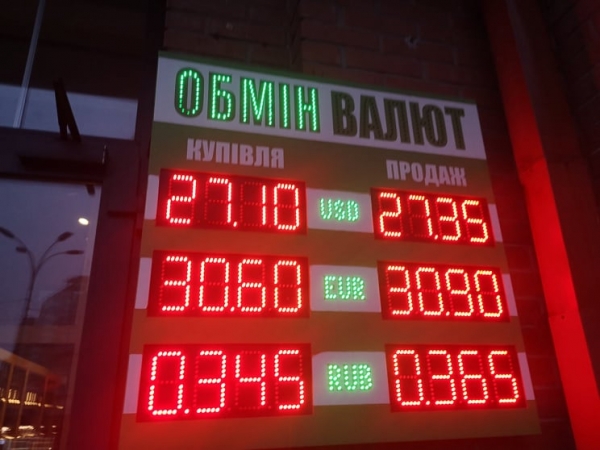 ОБМІН ВАЛЮТ
КУПІВЛЯ ПРОДАЖ
27.10 USD 27.35
30.60 EUR 30.90
0.345 RUB 0.365